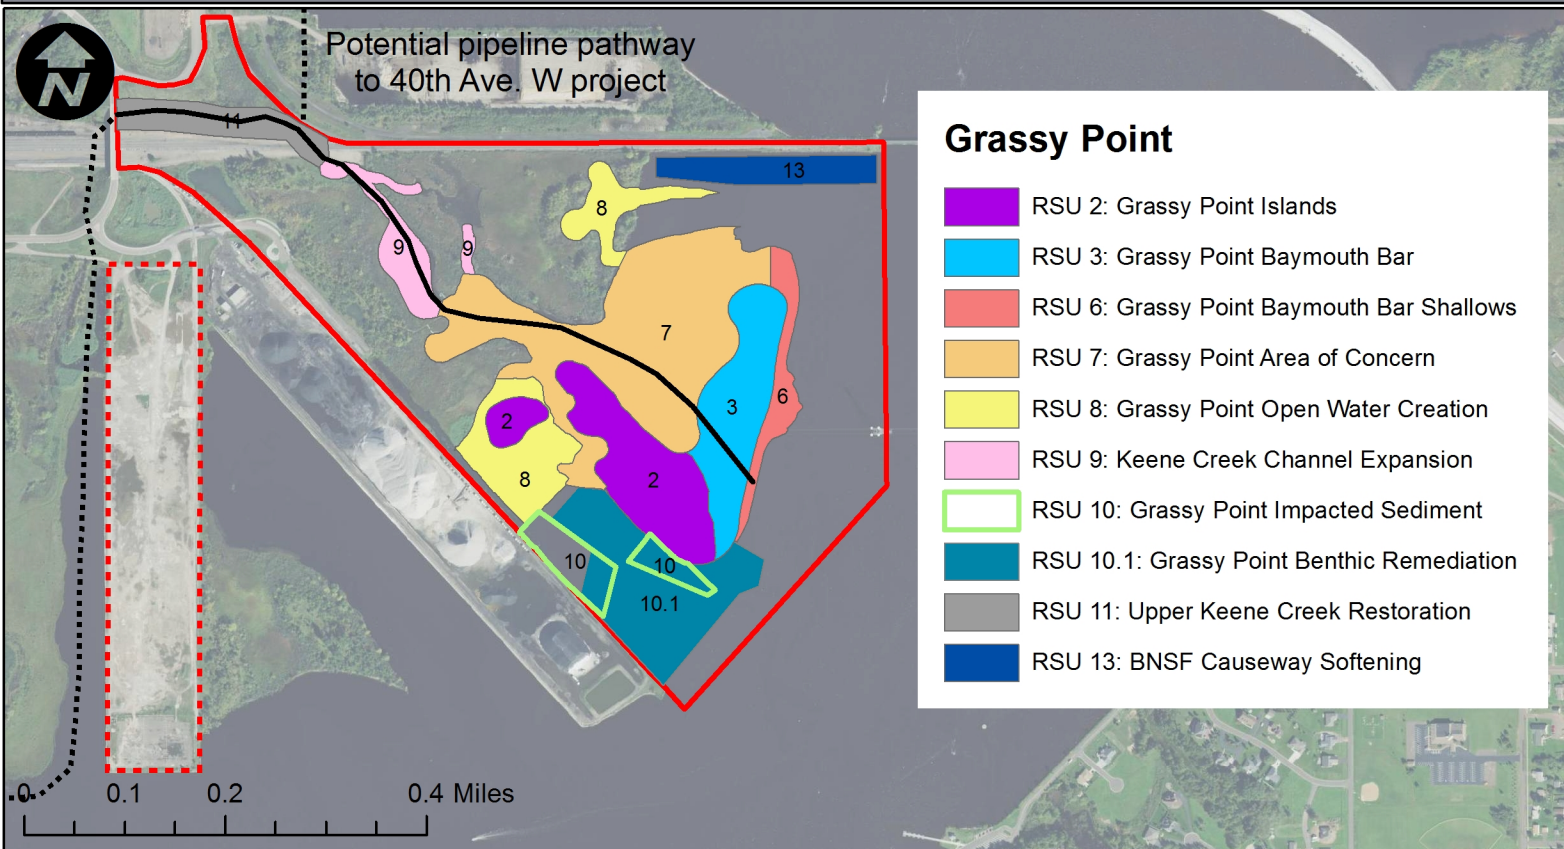 N
Potential pipeline pathway
to 40th Ave. W project
11
13
8
9
9
7
3
6
2
2
8
10
10
10.1
0
0.1
0.2
0.4 Miles
Grassy Point
RSU 2: Grassy Point Islands
RSU 3: Grassy Point Baymouth Bar
RSU 6: Grassy Point Baymouth Bar Shallows
RSU 7: Grassy Point Area of Concern
RSU 8: Grassy Point Open Water Creation
RSU 9: Keene Creek Channel Expansion
RSU 10: Grassy Point Impacted Sediment
RSU 10.1: Grassy Point Benthic Remediation
RSU 11: Upper Keene Creek Restoration
RSU 13: BNSF Causeway Softening